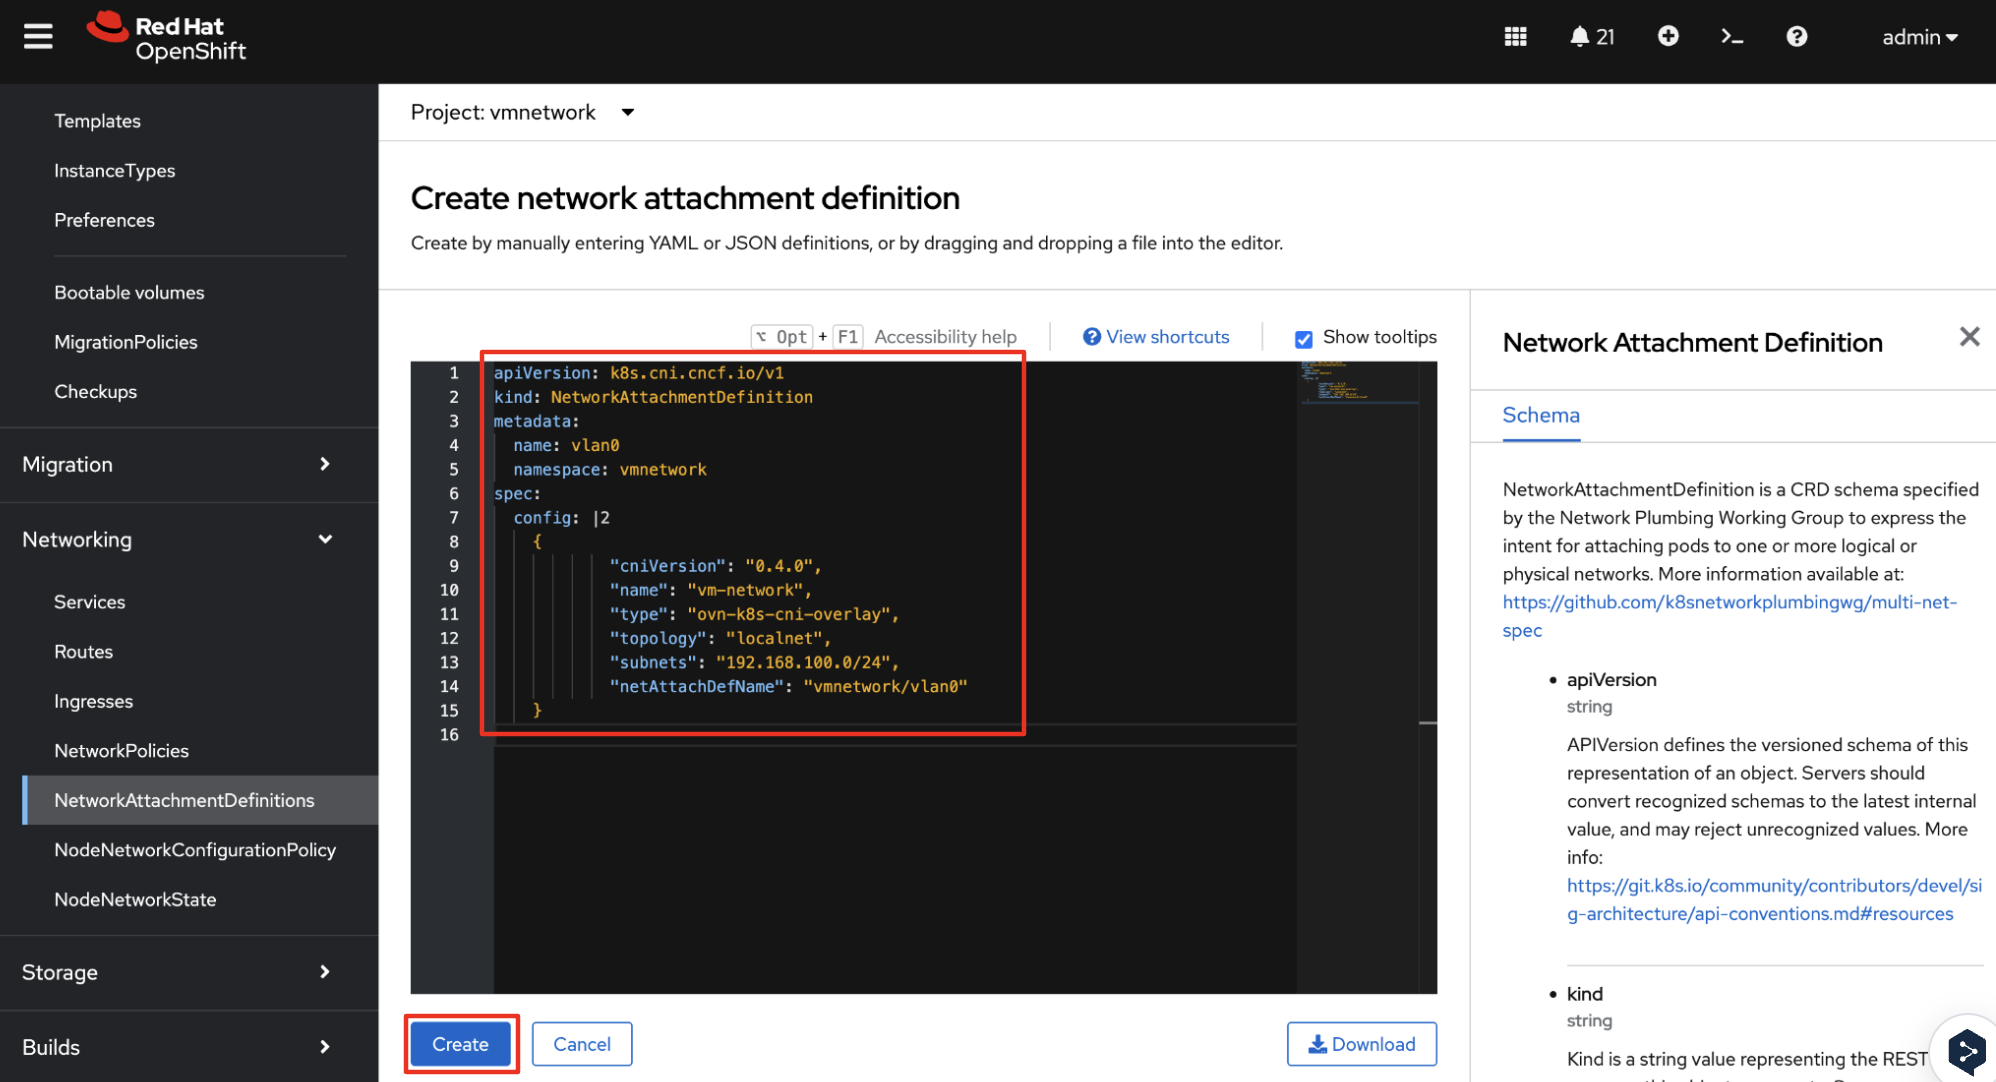 Red Hat
OpenShift
21
admin
Templates
InstanceTypes
Preferences
Bootable volumes
MigrationPolicies
Checkups
Migration
Networking
Services
Routes
Ingresses
NetworkPolicies
NetworkAttachmentDefinitions
NodeNetworkConfigurationPolicy
NodeNetworkState
Storage
Builds
Project: vmnetwork
Create network attachment definition
Create by manually entering YAML or JSON definitions, or by dragging and dropping a file into the editor.
⌥ Opt + F1 Accessibility help
View shortcuts
Show tooltips
1 apiVersion: k8s.cni.cncf.io/v1
2 kind: NetworkAttachmentDefinition
3 metadata:
4 name: vlan0
5 namespace: vmnetwork
6 spec:
7 config: |2
8 {
9 "cniVersion": "0.4.0",
10 "name": "vm-network",
11 "type": "ovn-k8s-cni-overlay",
12 "topology": "localnet",
13 "subnets": "192.168.100.0/24",
14 "netAttachDefName": "vmnetwork/vlan0"
15 }
16
Create
Cancel
Download
Network Attachment Definition
Schema
NetworkAttachmentDefinition is a CRD schema specified
by the Network Plumbing Working Group to express the
intent for attaching pods to one or more logical or
physical networks. More information available at:
https://github.com/k8snetworkplumbingwg/multi-net-
spec
• apiVersion
string
APIVersion defines the versioned schema of this
representation of an object. Servers should
convert recognized schemas to the latest internal
value, and may reject unrecognized values. More
info:
https://git.k8s.io/community/contributors/devel/si
g-architecture/api-conventions.md#resources
• kind
string
Kind is a string value representing the REST